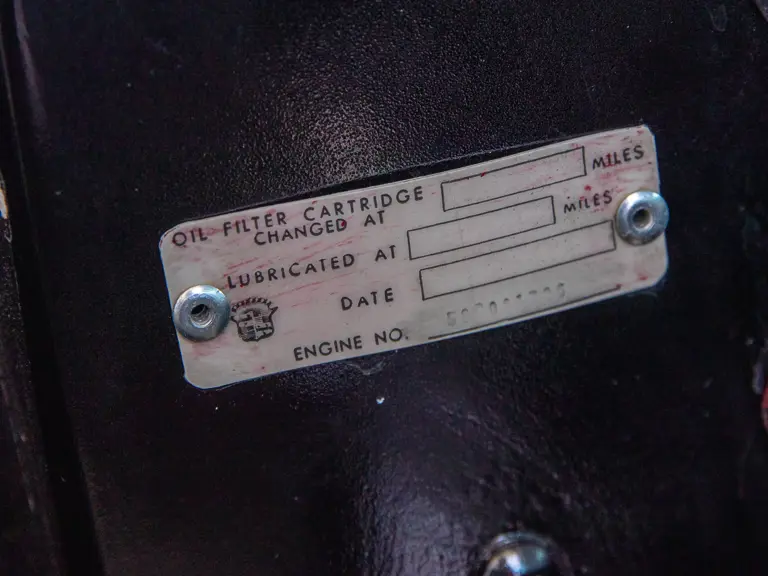 OIL FILTER CARTRIDGE
CHANGED AT MILES
LUBRICATED AT MILES
DATE
ENGINE NO.